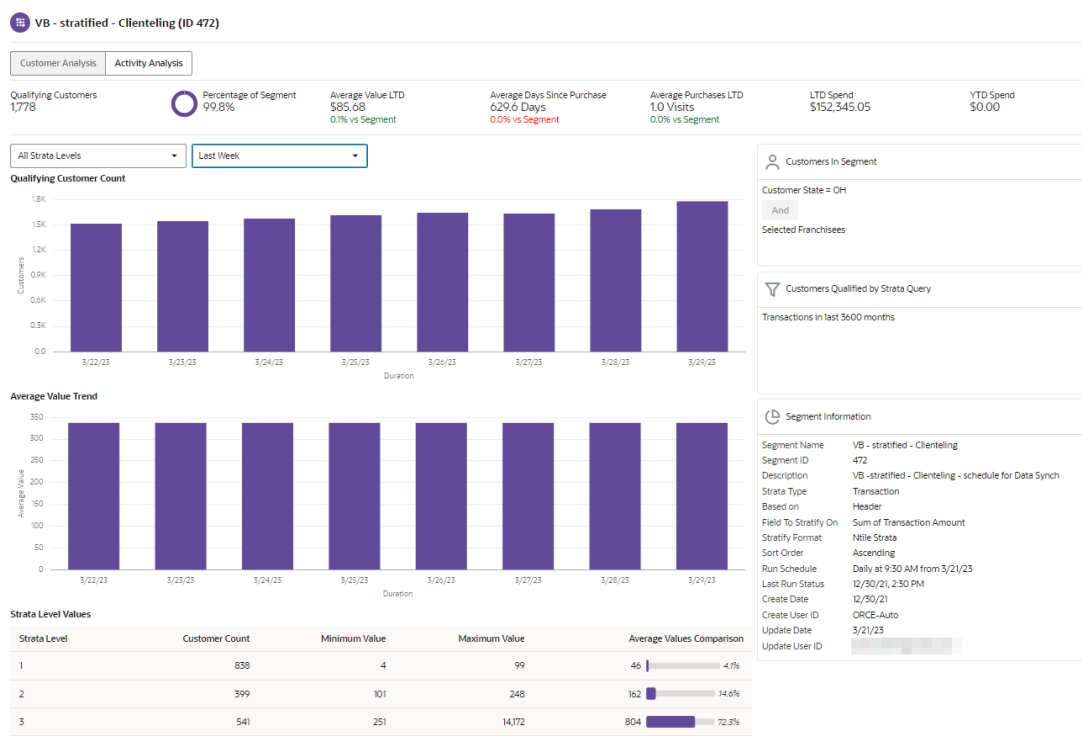 VB - stratified - Clienteling (ID 472)
Customer Analysis Activity Analysis
Qualifying Customers
1,778
Percentage of Segment
99.8%
Average Value LTD
$85.68
0.1% vs Segment
Average Days Since Purchase
629.6 Days
0.0% vs Segment
Average Purchases LTD
1.0 Visits
0.0% vs Segment
LTD Spend
$152,345.05
YTD Spend
$0.00
All Strata Levels Last Week
Qualifying Customer Count
1.8K
1.5K
1.2K
0.9K
0.6K
0.3K
0.0
Customers
3/22/23 3/23/23 3/24/23 3/25/23 3/26/23 3/27/23 3/28/23 3/29/23
Duration
Average Value Trend
350
300
250
200
150
100
50
0
Average Value
3/22/23 3/23/23 3/24/23 3/25/23 3/26/23 3/27/23 3/28/23 3/29/23
Duration
Strata Level Values
Strata Level Customer Count Minimum Value Maximum Value Average Values Comparison
1 838 4 99 46 4.1%
2 399 101 248 162 14.6%
3 541 251 14,172 804 72.3%
Customers In Segment
Customer State = OH
And
Selected Franchisees
Customers Qualified by Strata Query
Transactions in last 3600 months
Segment Information
Segment Name VB - stratified - Clienteling
Segment ID 472
Description VB -stratified - Clienteling - schedule for Data Synch
Strata Type Transaction
Based on Header
Field To Stratify On Sum of Transaction Amount
Stratify Format Ntile Strata
Sort Order Ascending
Run Schedule Daily at 9:30 AM from 3/21/23
Last Run Status 12/30/21, 2:30 PM
Create Date 12/30/21
Create User ID ORCE-Auto
Update Date 3/21/23
Update User ID